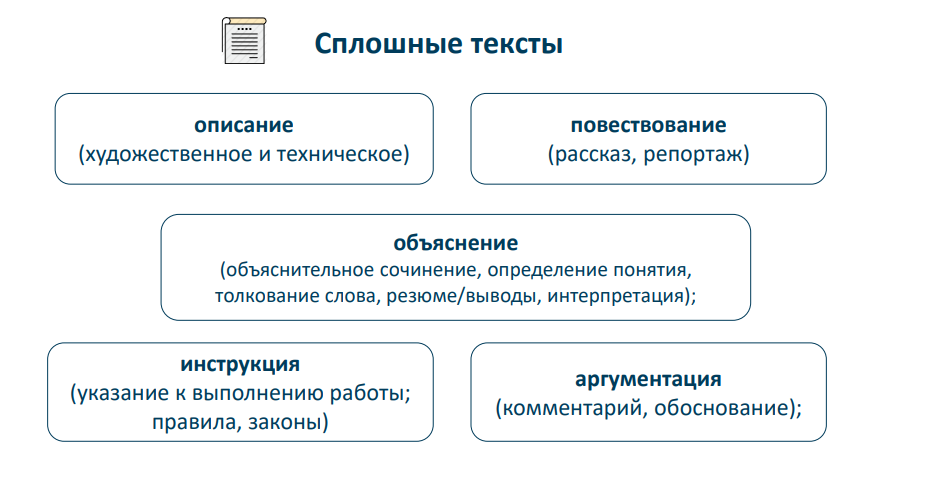 Сплошные тексты
описание
(художественное и техническое)
повествование
(рассказ, репортаж)
объяснение
(объяснительное сочинение, определение понятия,
толкование слова, резюме/выводы, интерпретация);
инструкция
(указание к выполнению работы;
правила, законы)
аргументация
(комментарий, обоснование);